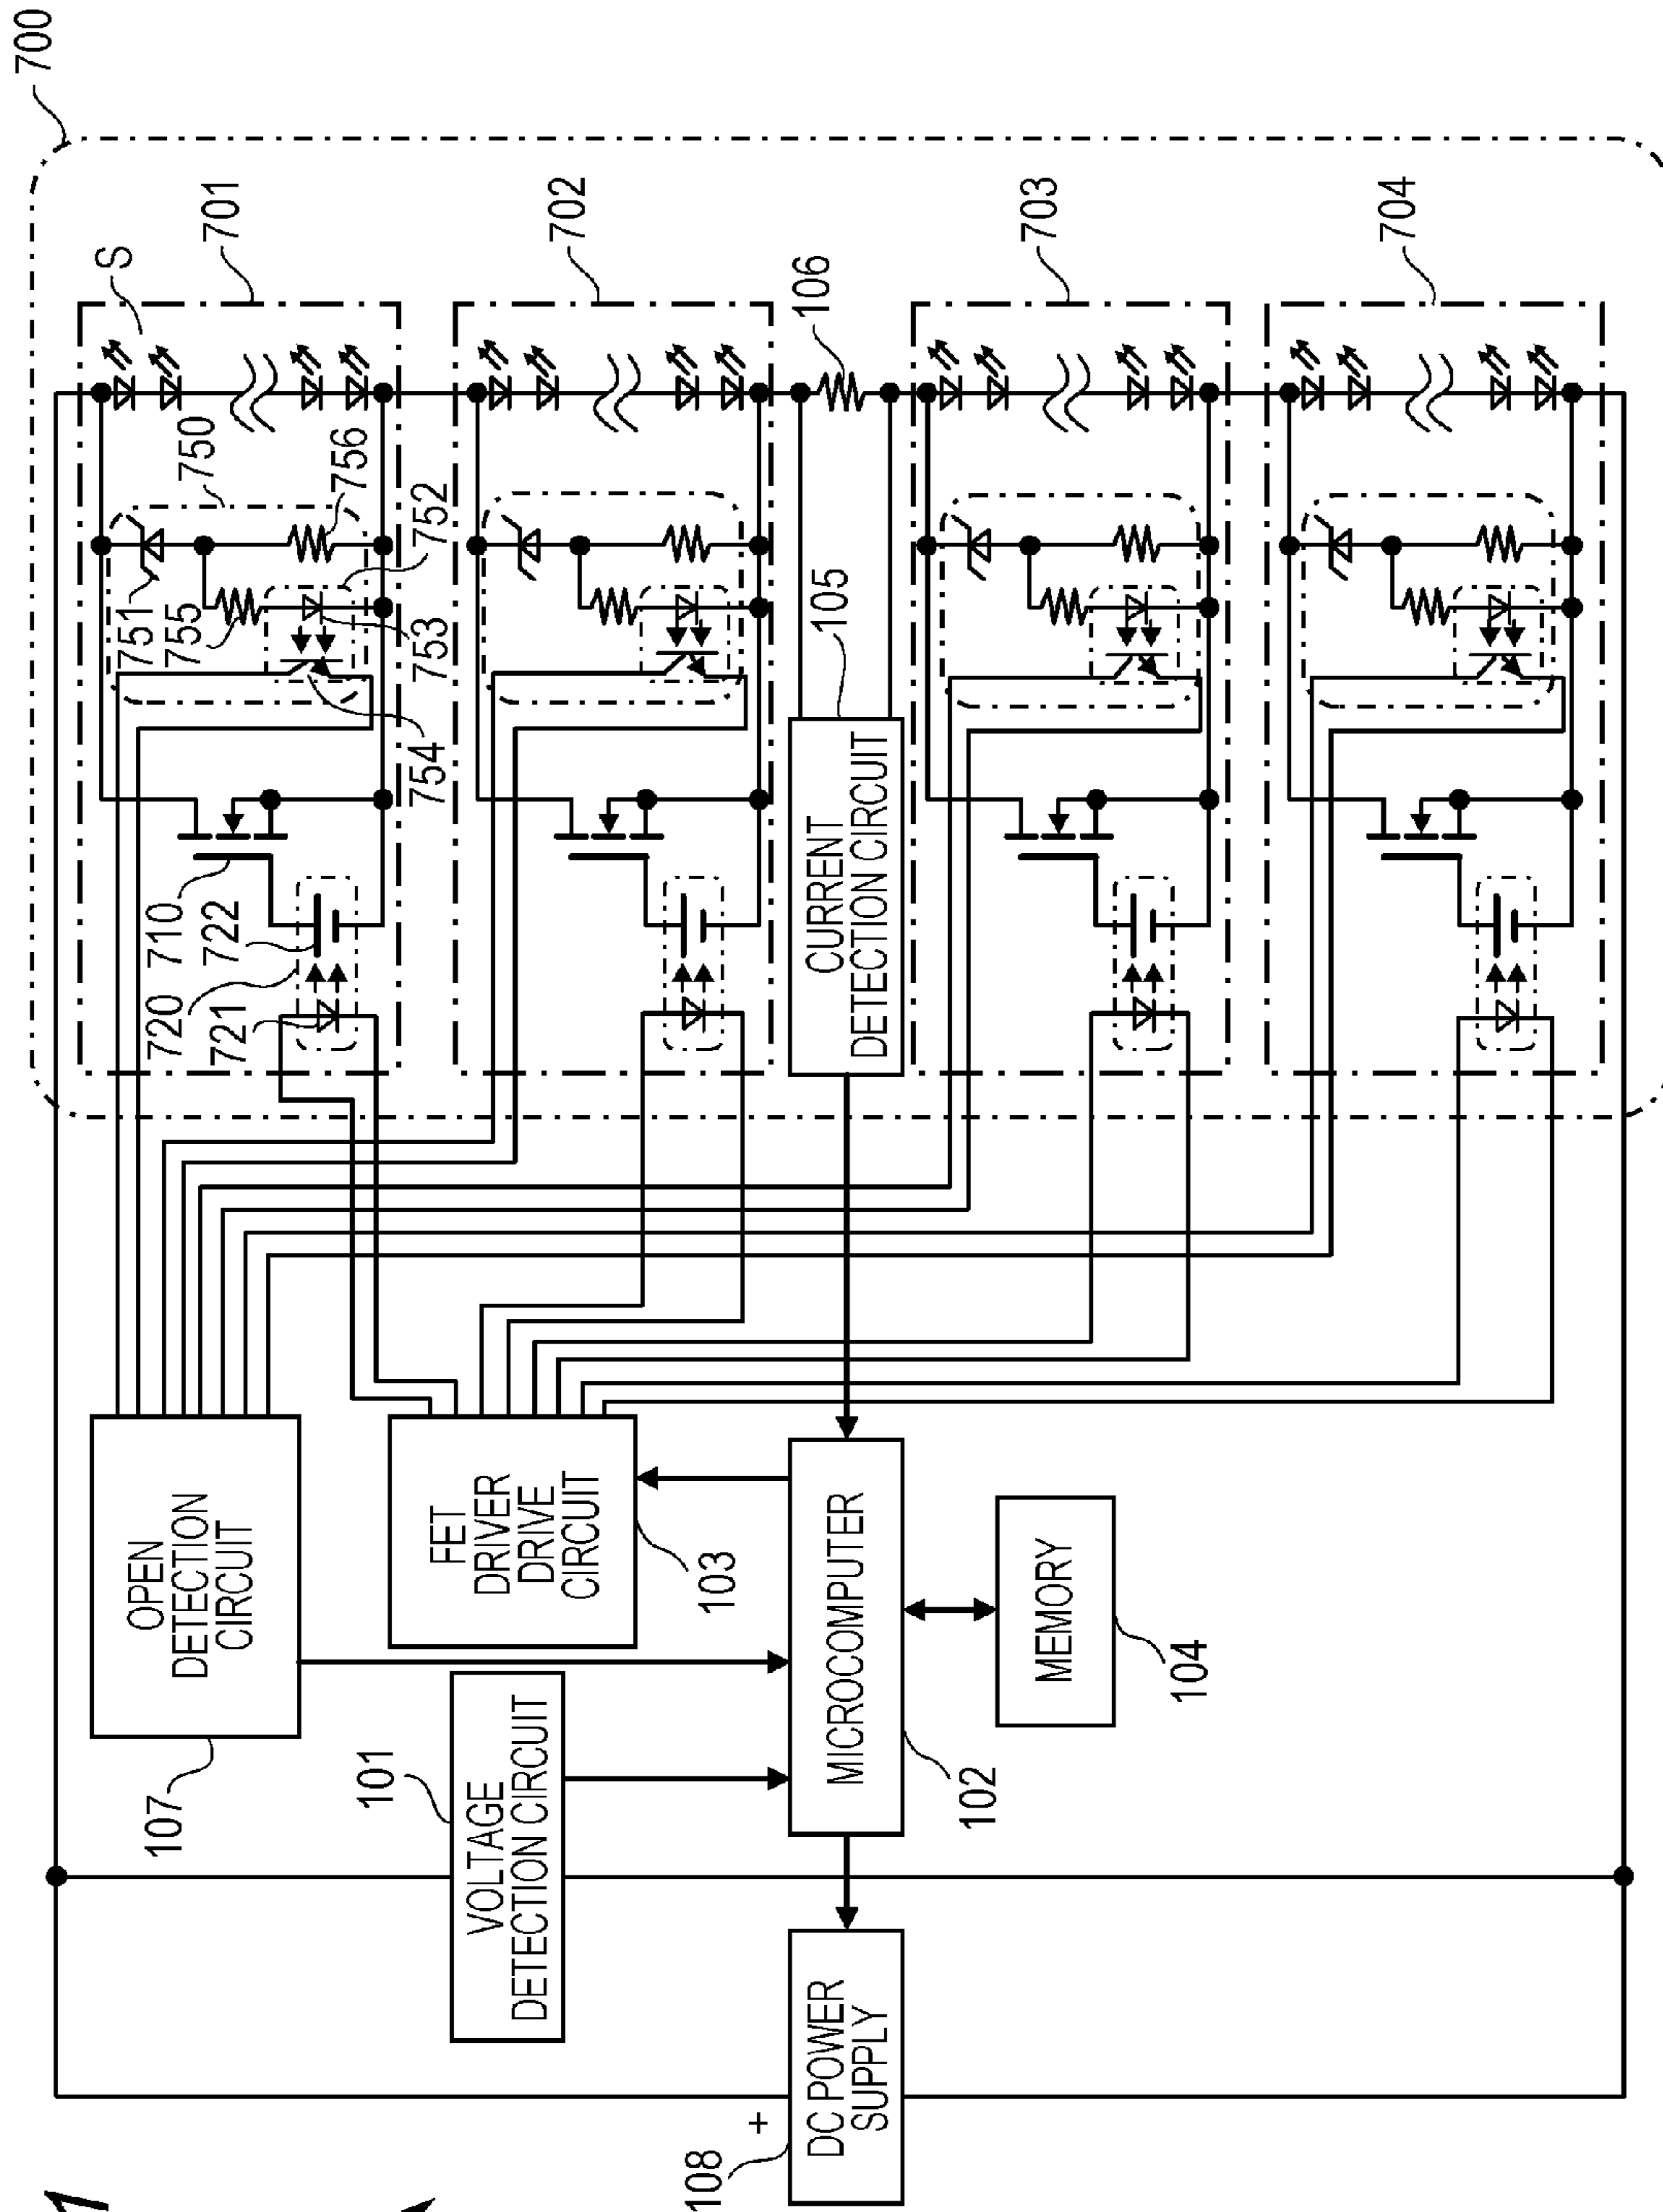 700
S
701
702
703
704
106
750
756
752
751
755
753
754
710
722
720
721
CURRENT
DETECTION CIRCUIT
105
OPEN
DETECTION
CIRCUIT
107
FET
DRIVER
DRIVE
CIRCUIT
103
VOLTAGE
DETECTION CIRCUIT
101
MICROCOMPUTER
102
MEMORY
104
DC POWER
SUPPLY
+
108